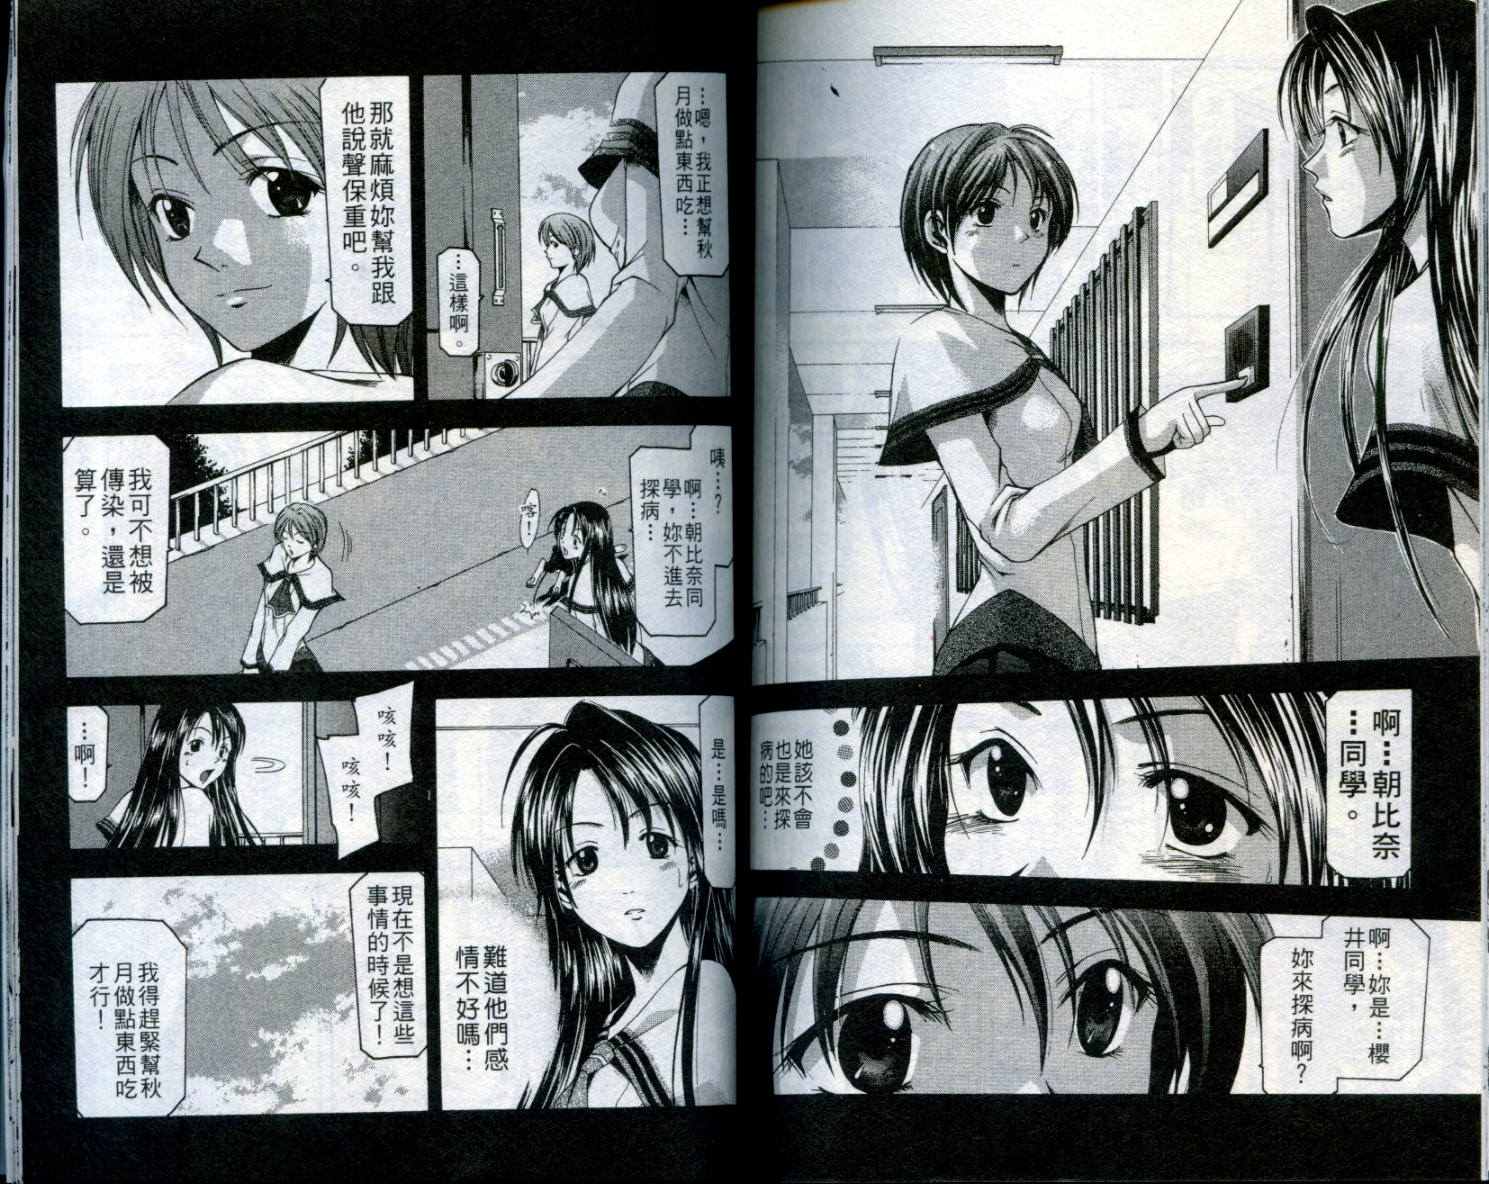 啊…朝比奈
…同學。
她該不會
也是來探
病的吧…
啊…妳是…櫻
井同學，
妳來探病啊？
…嗯，我正想幫秋
月做點東西吃…
…這樣啊。
那就麻煩妳幫我跟
他說聲保重吧。
咦…？
啊…朝比奈同
學，妳不進去
探病…
喀！
我可不想被
傳染，還是
算了。
是…是嗎…
難道他們感
情不好嗎…
咳咳！
咳咳！
…啊！
現在不是想這些
事情的時候了！
我得趕緊幫秋
月做點東西吃
才行！